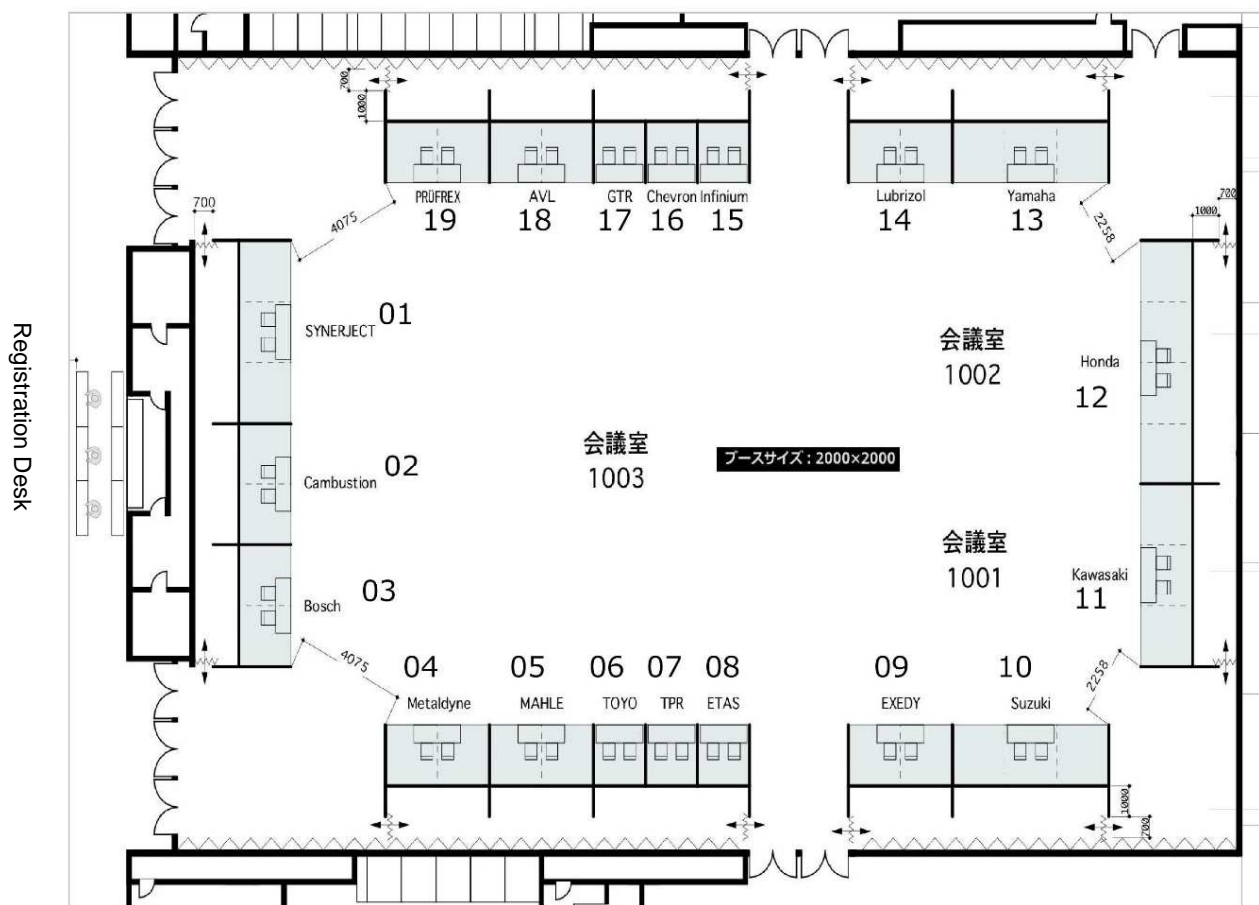 700
1000
PRÜFREX
19
AVL
18
GTR
17
Chevron
16
Infinium
15
Lubrizol
14
Yamaha
13
700
4075
2258
1000
700
01
SYNERJECT
会議室
1002
Honda
12
Registration Desk
02
Cambustion
会議室
1003
ブースサイズ：2000×2000
会議室
1001
Kawasaki
11
03
Bosch
4075
04
Metaldyne
05
MAHLE
06
TOYO
07
TPR
08
ETAS
09
EXEDY
10
Suzuki
2258
1000
700